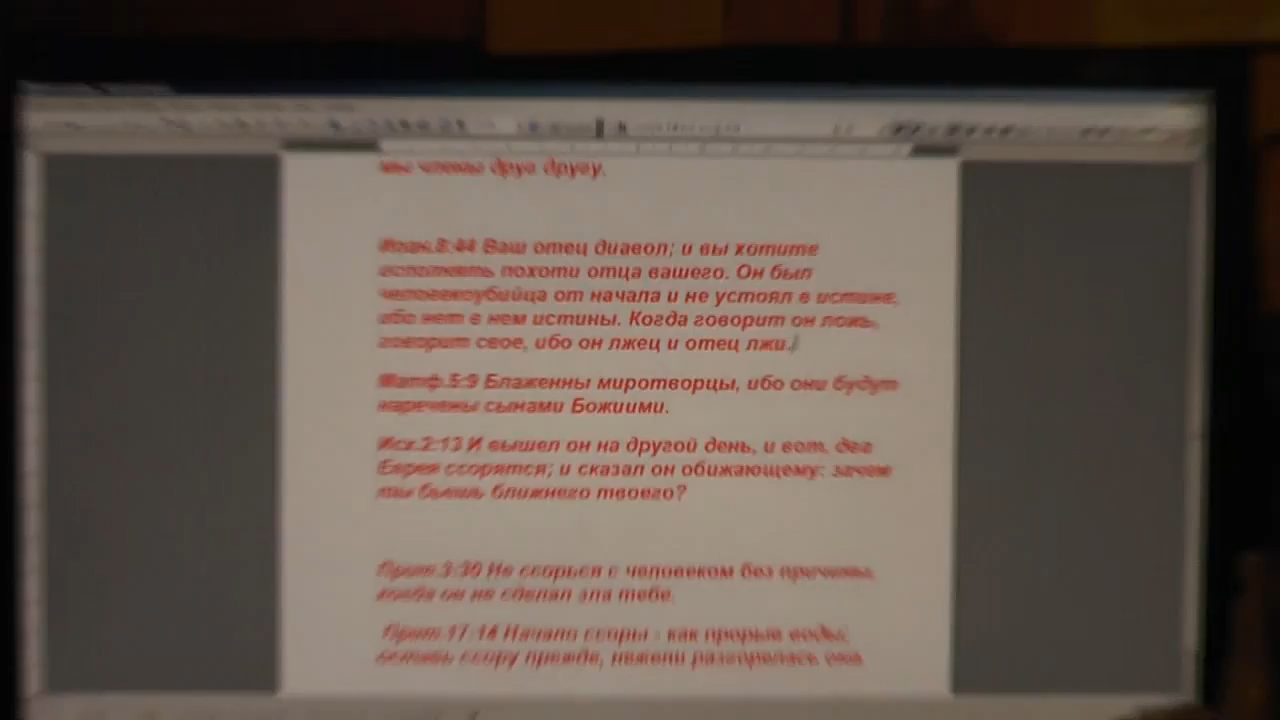 мы члены друг другу.
Иоан.8:44 Ваш отец диавол; и вы хотите
исполнять похоти отца вашего. Он был
человекоубийца от начала и не устоял в истине,
ибо нет в нем истины. Когда говорит он ложь,
говорит свое, ибо он лжец и отец лжи.
Матф.5:9 Блаженны миротворцы, ибо они будут
наречены сынами Божиими.
Исх.2:13 И вышел он на другой день, и вот, два
Еврея ссорятся; и сказал он обижающему: зачем
ты бьешь ближнего твоего?
Прит.3:30 Не ссорься с человеком без причины,
когда он не сделал зла тебе.
Прит.17:14 Начало ссоры - как прорыв воды;
оставь ссору прежде, нежели разгорелась она